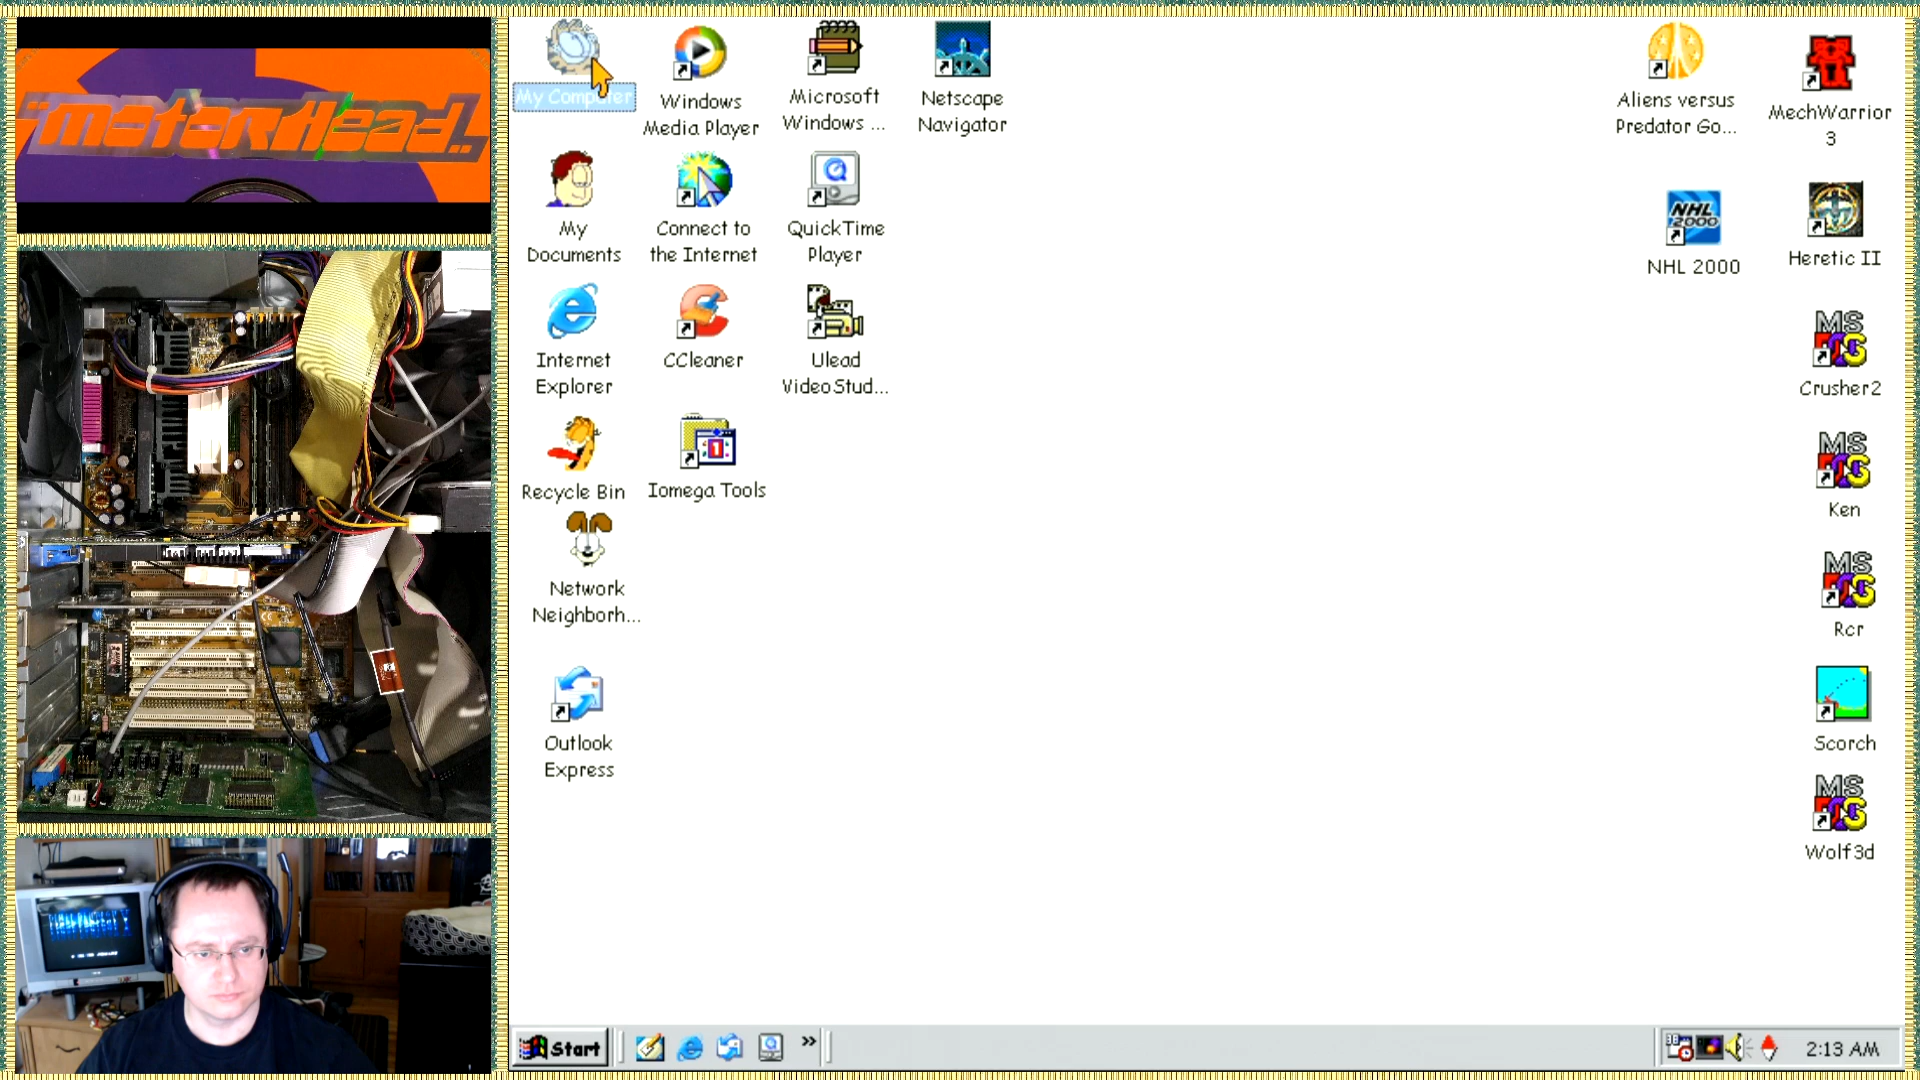 motorHead.
My Computer
Windows
Media Player
Microsoft
Windows ...
Netscape
Navigator
Aliens versus
Predator Go...
MechWarrior
3
My
Documents
Connect to
the Internet
QuickTime
Player
NHL
2000
NHL 2000
Heretic II
Internet
Explorer
CCleaner
Ulead
VideoStud...
MS
Crusher2
Recycle Bin
Iomega Tools
MS
Ken
Network
Neighborh...
MS
Rcr
Outlook
Express
Scorch
MS
Wolf3d
Start
2:13 AM